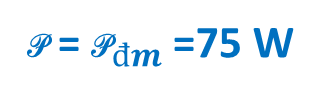 𝒫 = 𝒫đm =75 W